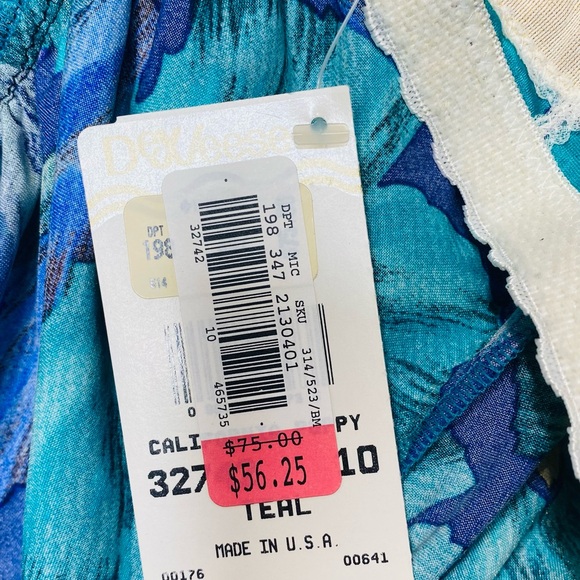 DPT
198
314
DPT MIC SKU
198 347 2130401
314/523/BM
32742
10
465735
0
CALI PY
$75.00
$56.25
327 10
TEAL
MADE IN U.S.A.
00176 00641